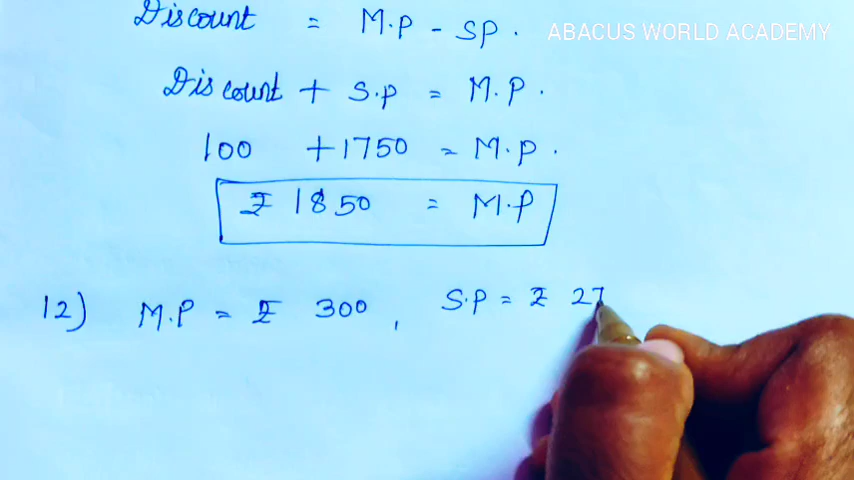 Discount = M.P - SP.
ABACUS WORLD ACADEMY
Discount + S.P = M.P.
100 +1750 = M.P.
₹ 1850 = M.P
12) M.P = ₹ 300, S.P = ₹ 27